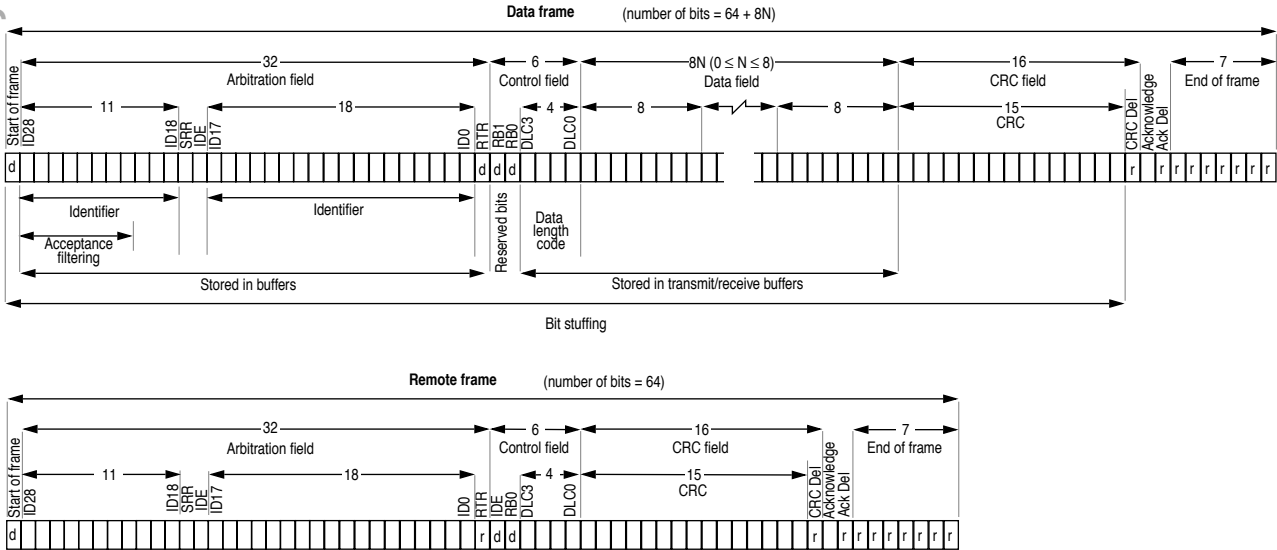 Data frame (number of bits = 64 + 8N)
32 6 8N (0 ≤ N ≤ 8) 16 7
Arbitration field Control field Data field CRC field End of frame
11 18 4 8 8 15
CRC
Start of frame ID28 ID18 SRR IDE ID17 ID0 RTR RB1 RB0 DLC3 DLC0 CRC Del Acknowledge Ack Del
d d d d r r r r r r r r r
Identifier Identifier Reserved bits Data length code
Acceptance filtering
Stored in buffers Stored in transmit/receive buffers
Bit stuffing
Remote frame (number of bits = 64)
32 6 16 7
Arbitration field Control field CRC field End of frame
11 18 4 15
CRC
Start of frame ID28 ID18 SRR IDE ID17 ID0 RTR IDE RB0 DLC3 DLC0 CRC Del Acknowledge Ack Del
d r d d r r r r r r r r r